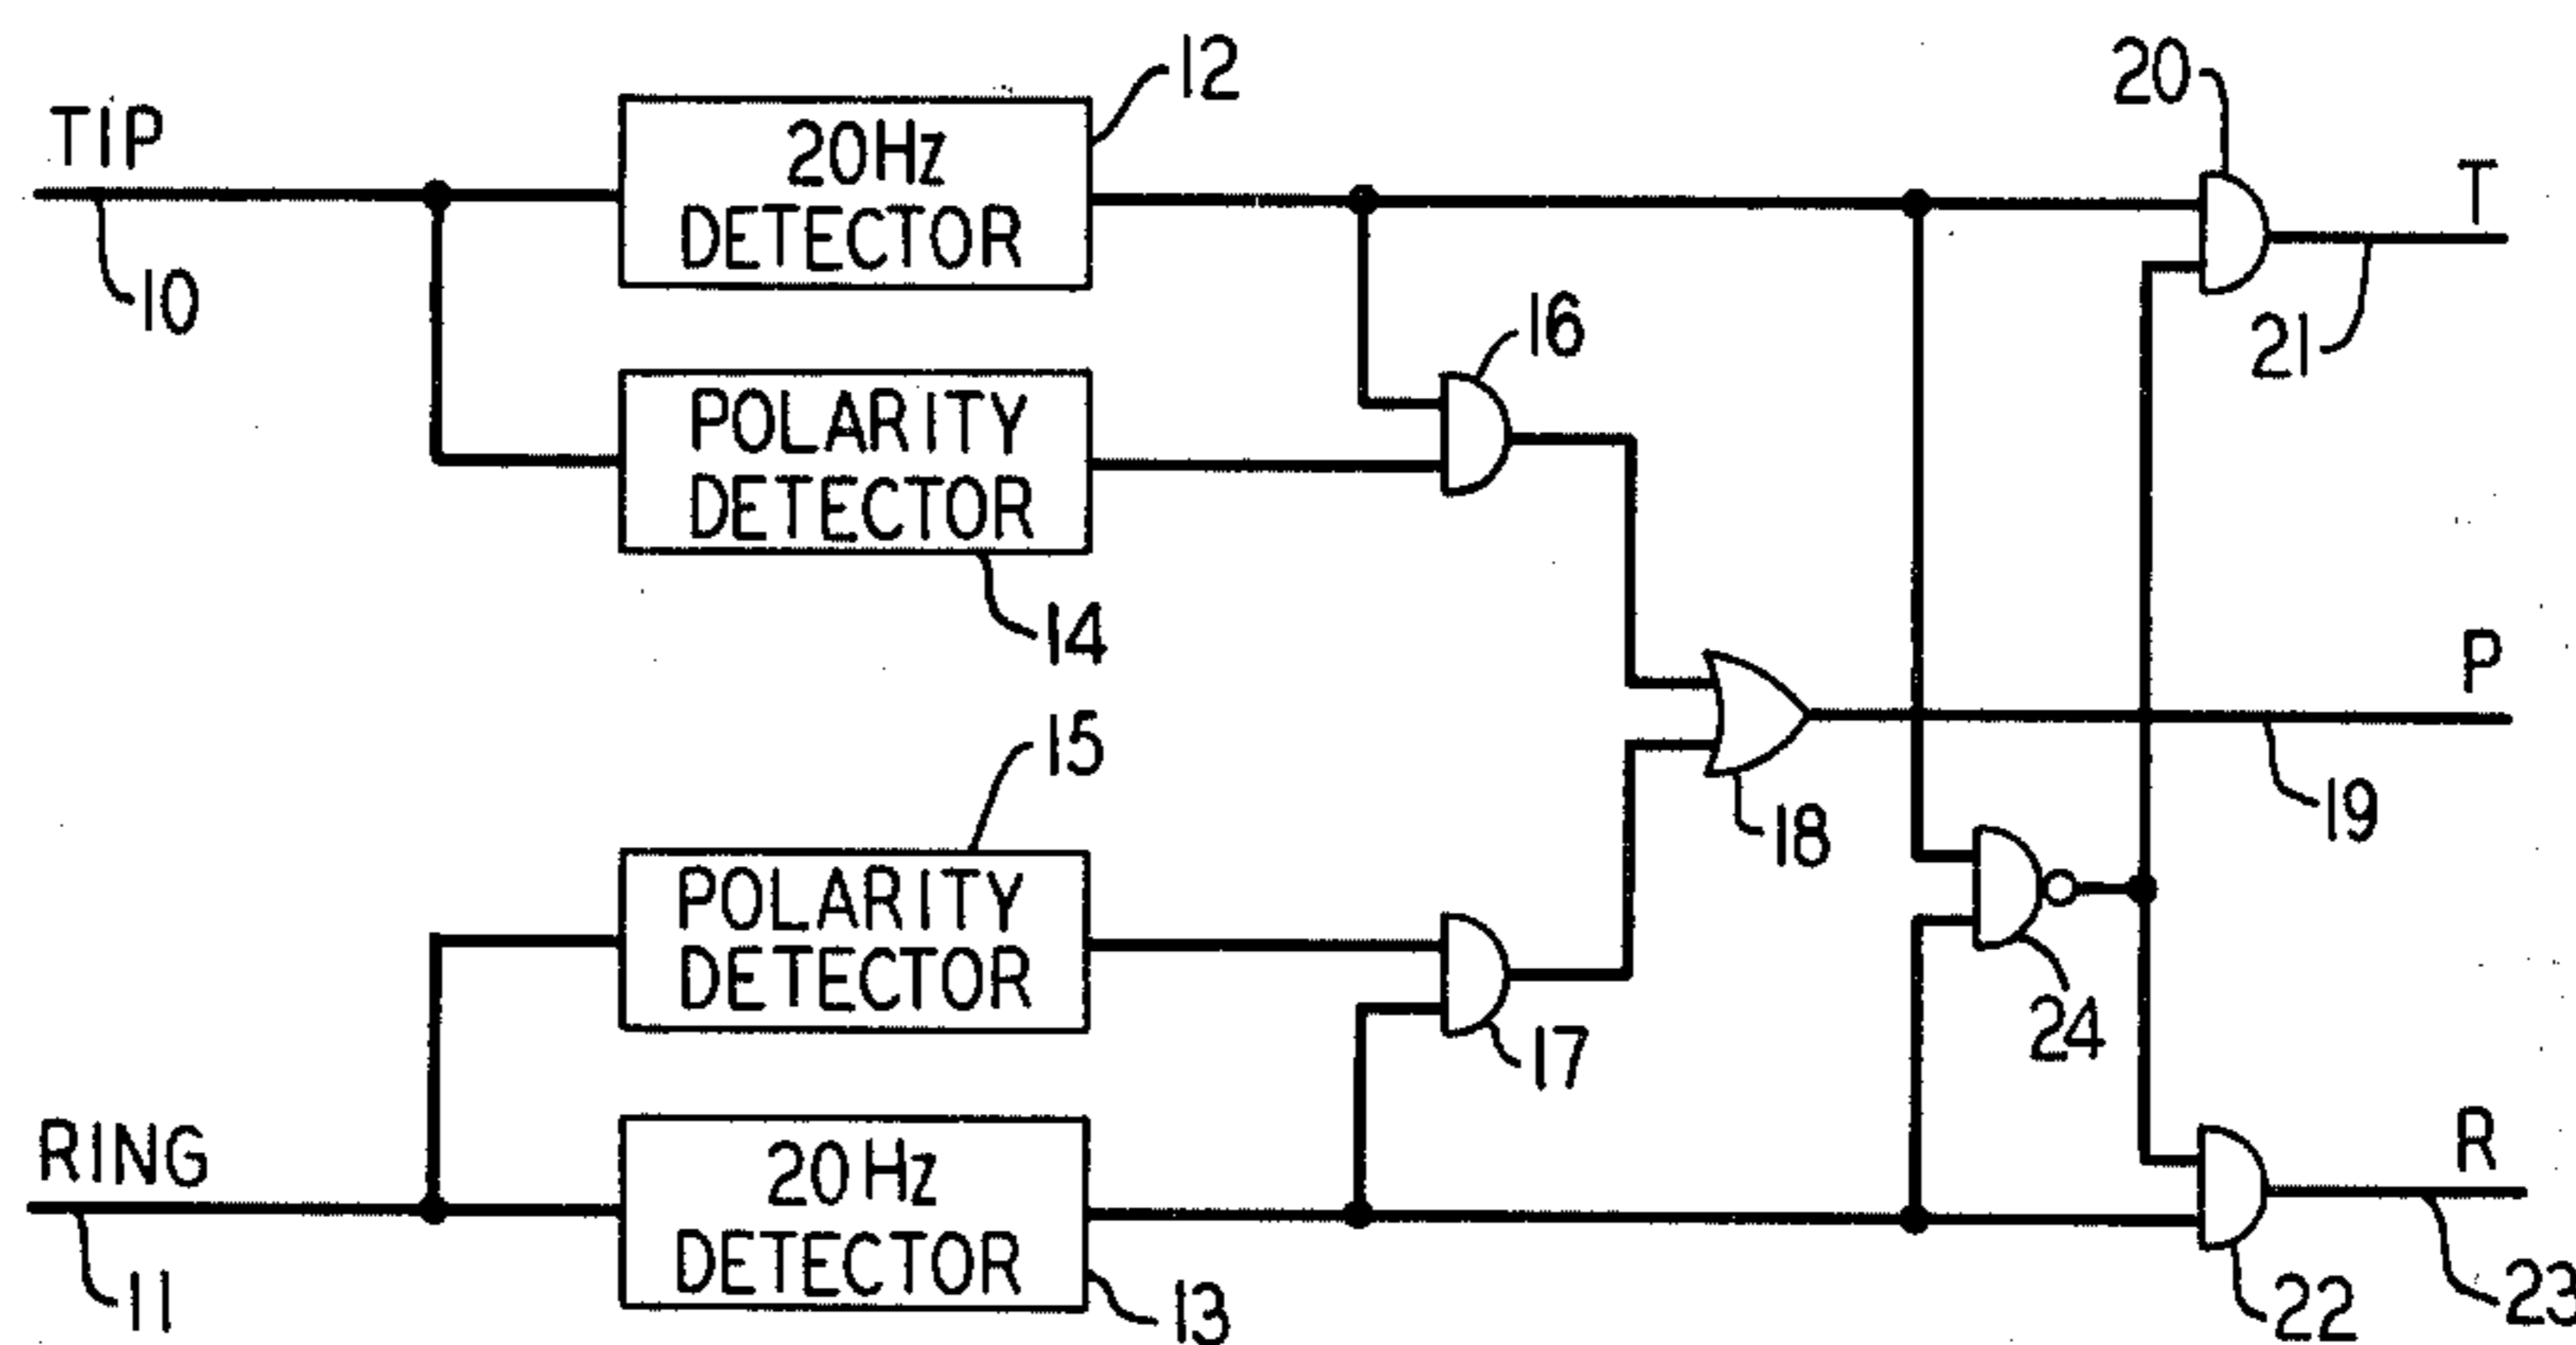 TIP
10
20Hz
DETECTOR
12
POLARITY
DETECTOR
14
16
20
T
21
P
19
18
15
POLARITY
DETECTOR
17
24
RING
11
20Hz
DETECTOR
13
R
22
23